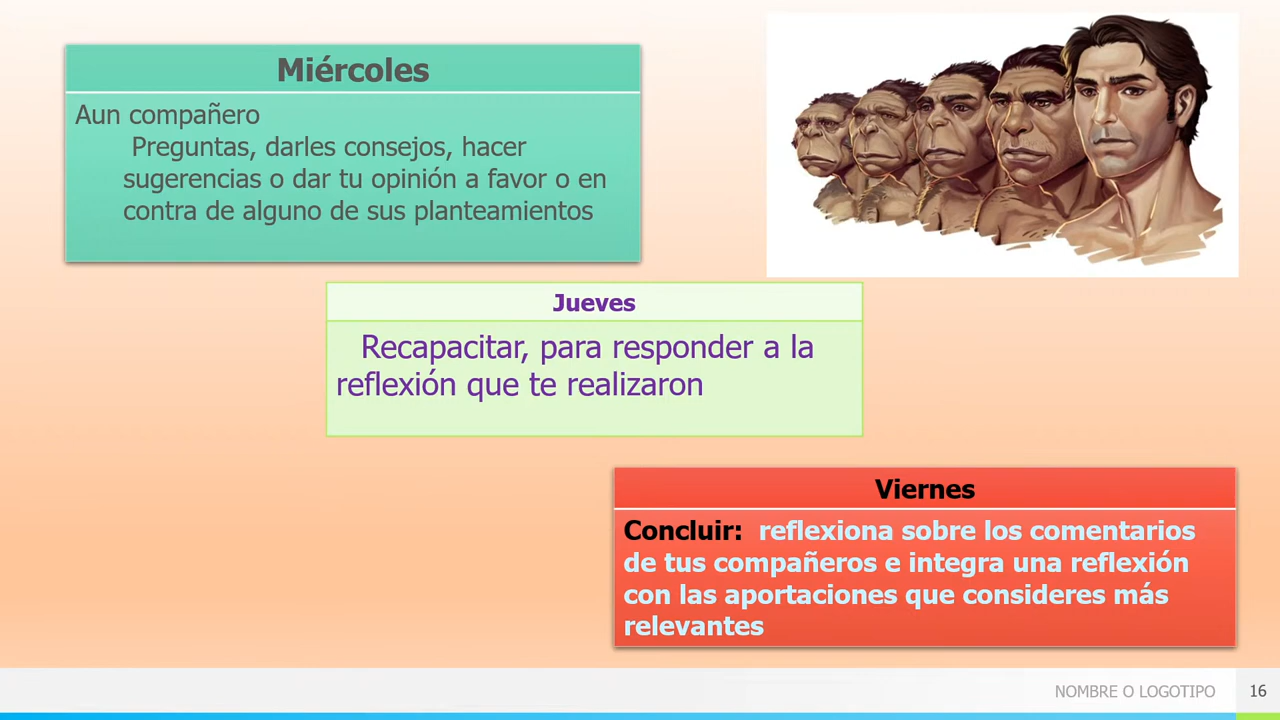 Miércoles
Aun compañero
Preguntas, darles consejos, hacer
sugerencias o dar tu opinión a favor o en
contra de alguno de sus planteamientos
Jueves
Recapacitar, para responder a la
reflexión que te realizaron
Viernes
Concluir: reflexiona sobre los comentarios
de tus compañeros e integra una reflexión
con las aportaciones que consideres más
relevantes
NOMBRE O LOGOTIPO 16